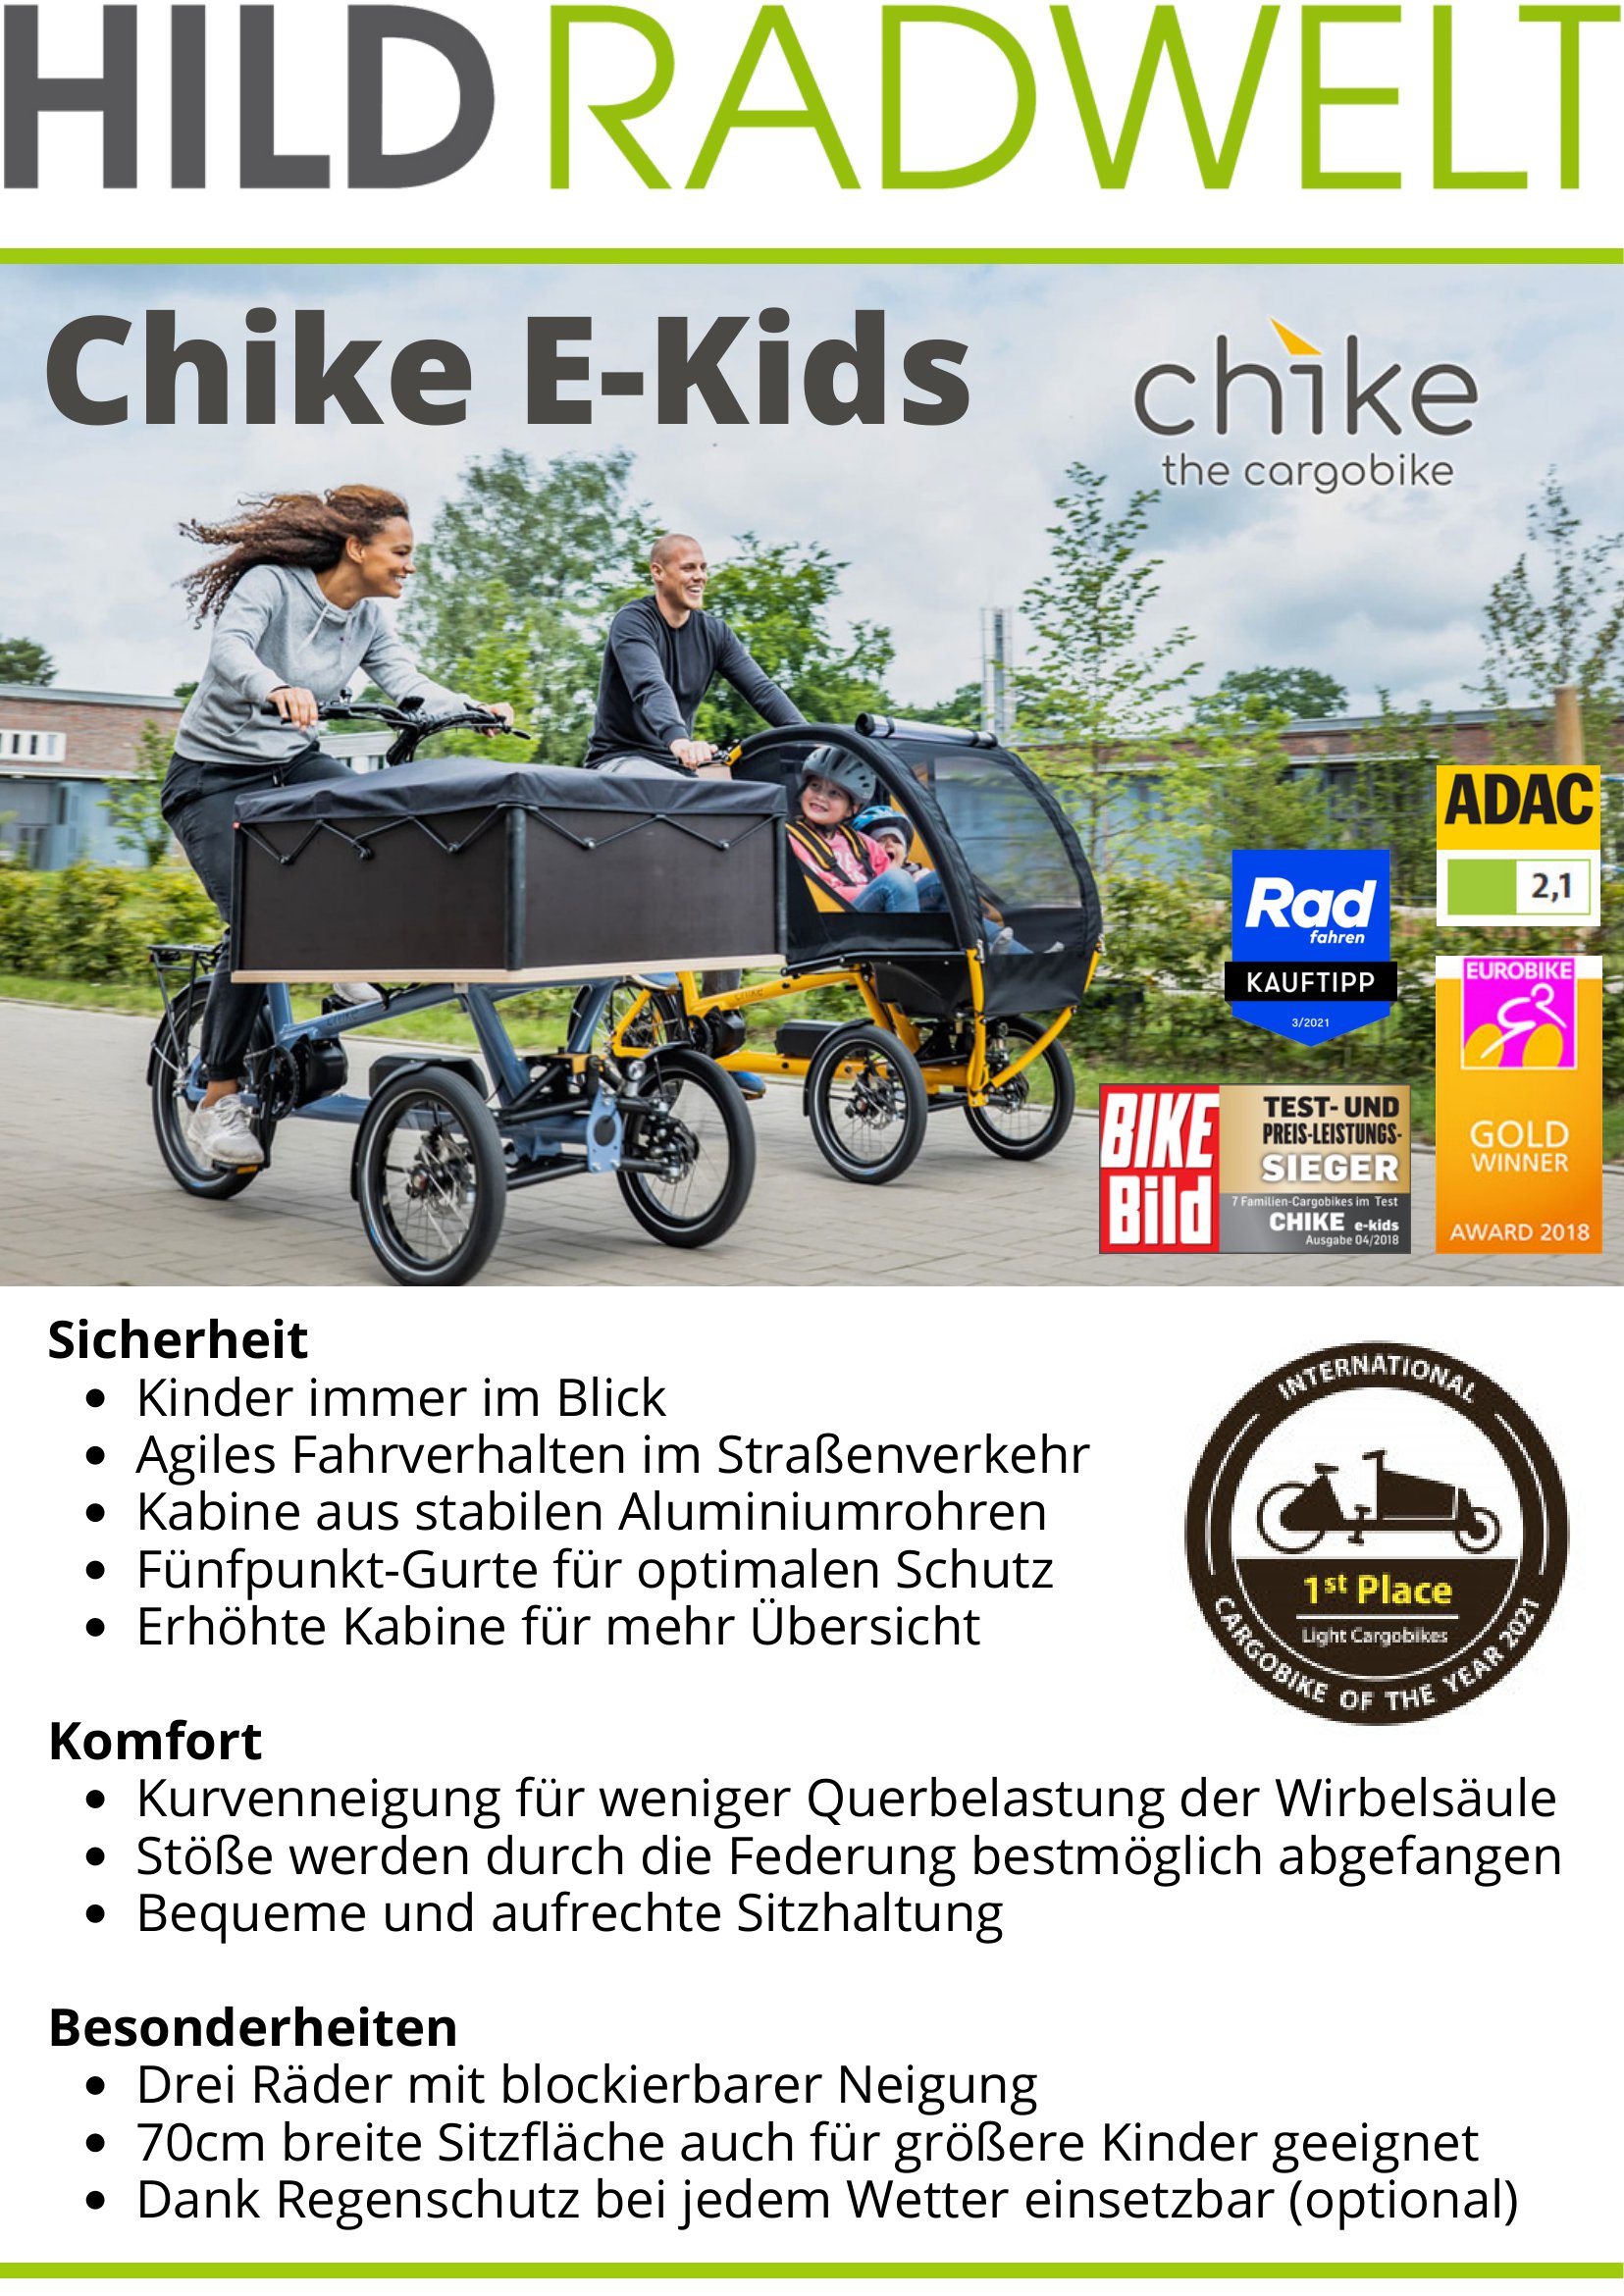 HILD RADWELT
Chike E-Kids
chike
the cargobike
ADAC
2,1
Rad
fahren
KAUFTIPP
3/2021
EUROBIKE
GOLD
WINNER
AWARD 2018
BIKE
Bild
TEST- UND
PREIS-LEISTUNGS-
SIEGER
7 Familien-Cargobikes im Test
CHIKE e-kids
Ausgabe 04/2018
Sicherheit
• Kinder immer im Blick
• Agiles Fahrverhalten im Straßenverkehr
• Kabine aus stabilen Aluminiumrohren
• Fünfpunkt-Gurte für optimalen Schutz
• Erhöhte Kabine für mehr Übersicht
INTERNATIONAL
1st Place
Light Cargobikes
CARGOBIKE OF THE YEAR 2021
Komfort
• Kurvenneigung für weniger Querbelastung der Wirbelsäule
• Stöße werden durch die Federung bestmöglich abgefangen
• Bequeme und aufrechte Sitzhaltung
Besonderheiten
• Drei Räder mit blockierbarer Neigung
• 70cm breite Sitzfläche auch für größere Kinder geeignet
• Dank Regenschutz bei jedem Wetter einsetzbar (optional)